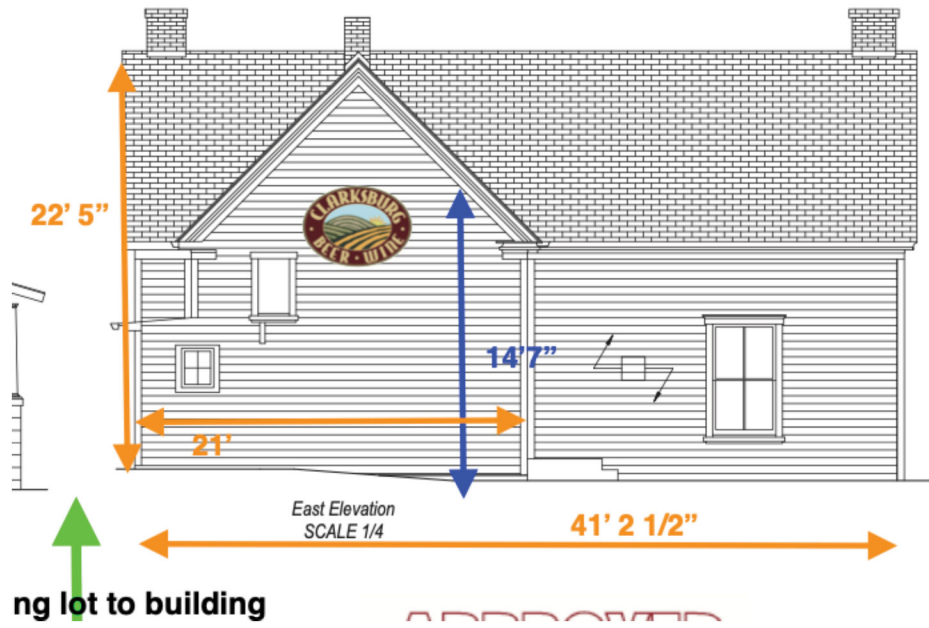 22' 5"
CLARKSBURG
BEER · WINE
14'7"
21'
East Elevation
SCALE 1/4
41' 2 1/2"
ng lot to building
APPROVED